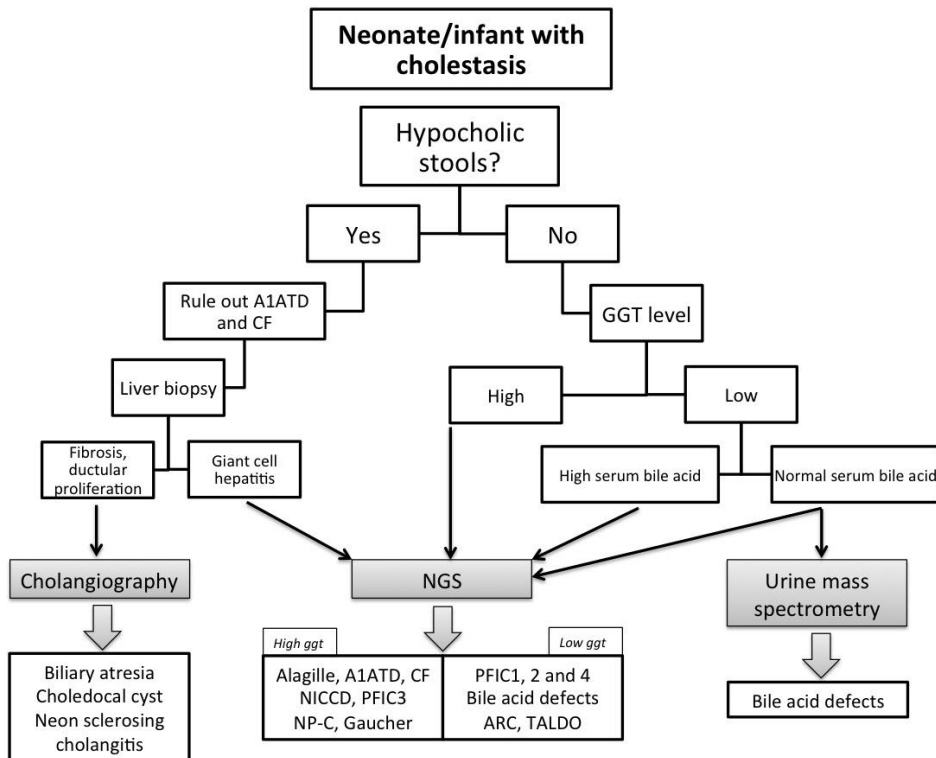 Neonate/infant with
cholestasis
Hypocholic
stools?
Yes
No
Rule out A1ATD
and CF
GGT level
Liver biopsy
High
Low
Fibrosis,
ductular
proliferation
Giant cell
hepatitis
High serum bile acid
Normal serum bile acid
Cholangiography
NGS
Urine mass
spectrometry
High ggt
Low ggt
Biliary atresia
Choledocal cyst
Neon sclerosing
cholangitis
Alagille, A1ATD, CF
NICCD, PFIC3
NP-C, Gaucher
PFIC1, 2 and 4
Bile acid defects
ARC, TALDO
Bile acid defects